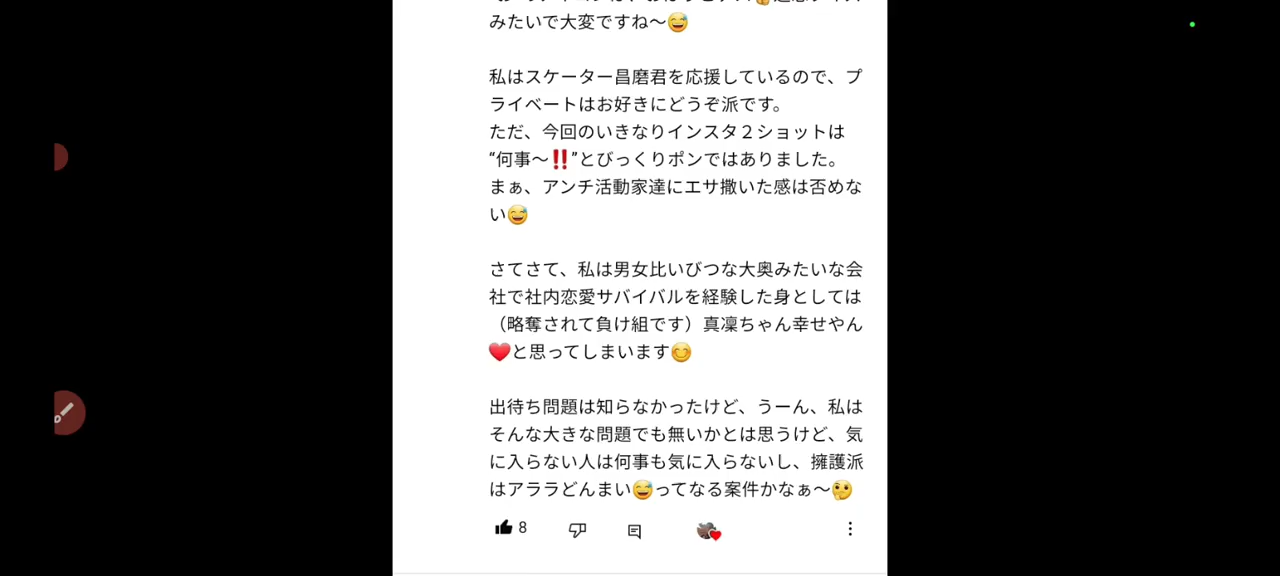 みたいで大変ですね〜😅
私はスケーター昌磨君を応援しているので、プ
ライベートはお好きにどうぞ派です。
ただ、今回のいきなりインスタ２ショットは
“何事〜‼️”とびっくりポンではありました。
まぁ、アンチ活動家達にエサ撒いた感は否めな
い😅
さてさて、私は男女比いびつな大奥みたいな会
社で社内恋愛サバイバルを経験した身としては
（略奪されて負け組です）真凜ちゃん幸せやん
❤️と思ってしまいます😊
出待ち問題は知らなかったけど、うーん、私は
そんな大きな問題でも無いかとは思うけど、気
に入らない人は何事も気に入らないし、擁護派
はアララどんまい😅ってなる案件かなぁ〜🤔
8